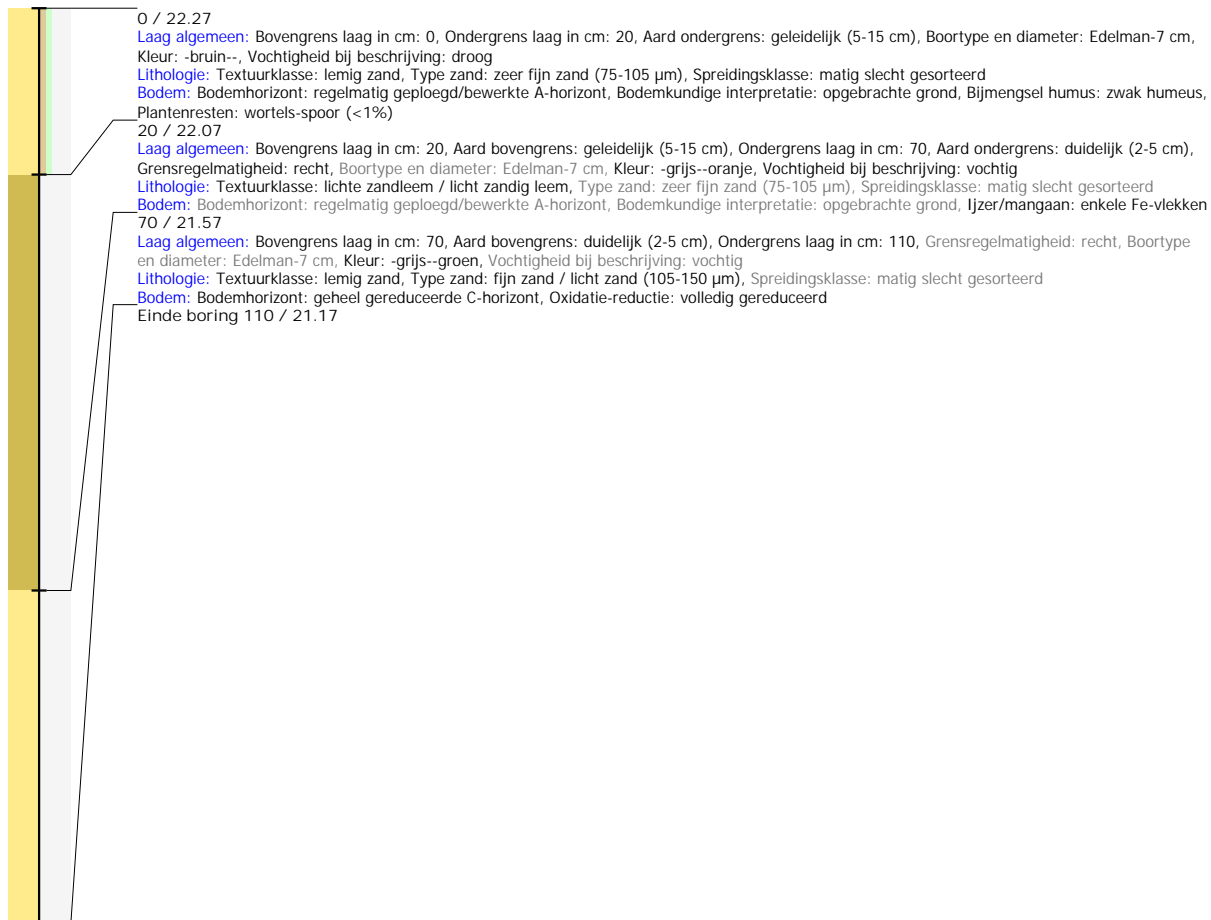 0 / 22.27
Laag algemeen: Bovengrens laag in cm: 0, Ondergrens laag in cm: 20, Aard ondergrens: geleidelijk (5-15 cm), Boortype en diameter: Edelman-7 cm,
Kleur: -bruin--, Vochtigheid bij beschrijving: droog
Lithologie: Textuurklasse: lemig zand, Type zand: zeer fijn zand (75-105 µm), Spreidingsklasse: matig slecht gesorteerd
Bodem: Bodemhorizont: regelmatig geploegd/bewerkte A-horizont, Bodemkundige interpretatie: opgebrachte grond, Bijmengsel humus: zwak humeus,
Plantenresten: wortels-spoor (<1%)
20 / 22.07
Laag algemeen: Bovengrens laag in cm: 20, Aard bovengrens: geleidelijk (5-15 cm), Ondergrens laag in cm: 70, Aard ondergrens: duidelijk (2-5 cm),
Grensregelmatigheid: recht, Boortype en diameter: Edelman-7 cm, Kleur: -grijs--oranje, Vochtigheid bij beschrijving: vochtig
Lithologie: Textuurklasse: lichte zandleem / licht zandig leem, Type zand: zeer fijn zand (75-105 µm), Spreidingsklasse: matig slecht gesorteerd
Bodem: Bodemhorizont: regelmatig geploegd/bewerkte A-horizont, Bodemkundige interpretatie: opgebrachte grond, Ijzer/mangaan: enkele Fe-vlekken
70 / 21.57
Laag algemeen: Bovengrens laag in cm: 70, Aard bovengrens: duidelijk (2-5 cm), Ondergrens laag in cm: 110, Grensregelmatigheid: recht, Boortype
en diameter: Edelman-7 cm, Kleur: -grijs--groen, Vochtigheid bij beschrijving: vochtig
Lithologie: Textuurklasse: lemig zand, Type zand: fijn zand / licht zand (105-150 µm), Spreidingsklasse: matig slecht gesorteerd
Bodem: Bodemhorizont: geheel gereduceerde C-horizont, Oxidatie-reductie: volledig gereduceerd
Einde boring 110 / 21.17